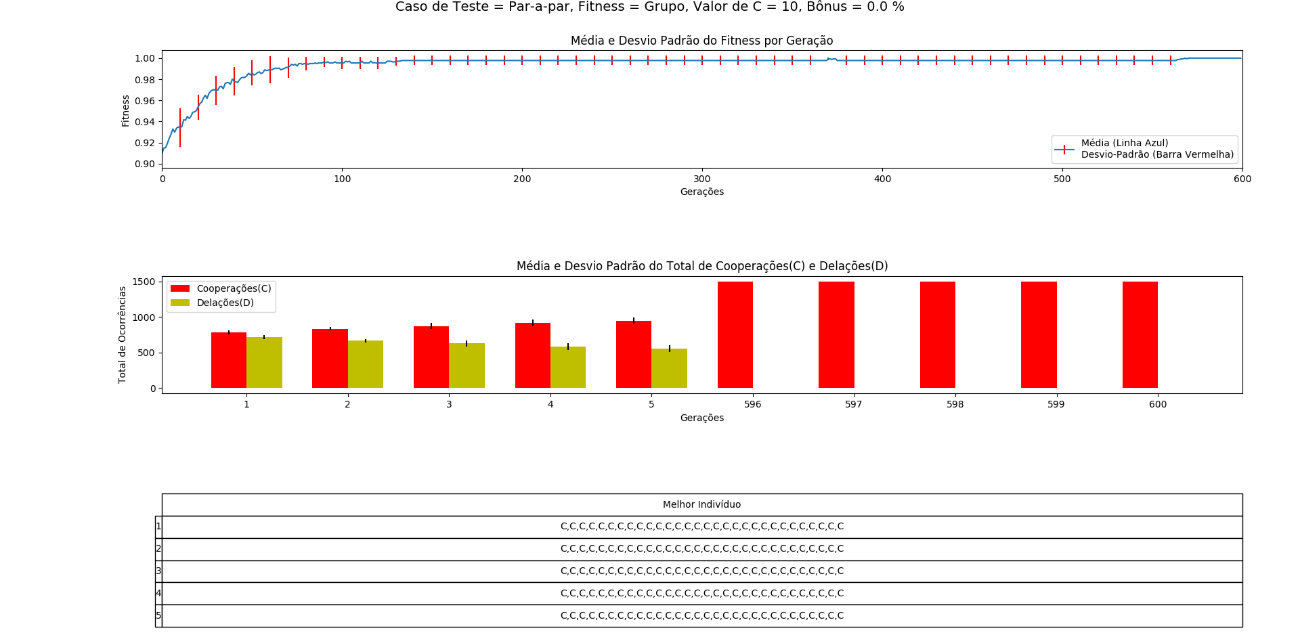 Caso de Teste = Par-a-par, Fitness = Grupo, Valor de C = 10, Bônus = 0.0 %
Média e Desvio Padrão do Fitness por Geração
1.00
0.98
0.96
0.94
0.92
0.90
Fitness
Média (Linha Azul)
Desvio-Padrão (Barra Vermelha)
0 100 200 300 400 500 600
Gerações
Média e Desvio Padrão do Total de Cooperações(C) e Delações(D)
1500
1000
500
0
Total de Ocorrências
Cooperações(C)
Delações(D)
1 2 3 4 5 596 597 598 599 600
Gerações
Melhor Indivíduo
1 C,C,C,C,C,C,C,C,C,C,C,C,C,C,C,C,C,C,C,C,C,C,C,C,C,C,C,C,C,C
2 C,C,C,C,C,C,C,C,C,C,C,C,C,C,C,C,C,C,C,C,C,C,C,C,C,C,C,C,C,C
3 C,C,C,C,C,C,C,C,C,C,C,C,C,C,C,C,C,C,C,C,C,C,C,C,C,C,C,C,C,C
4 C,C,C,C,C,C,C,C,C,C,C,C,C,C,C,C,C,C,C,C,C,C,C,C,C,C,C,C,C,C
5 C,C,C,C,C,C,C,C,C,C,C,C,C,C,C,C,C,C,C,C,C,C,C,C,C,C,C,C,C,C